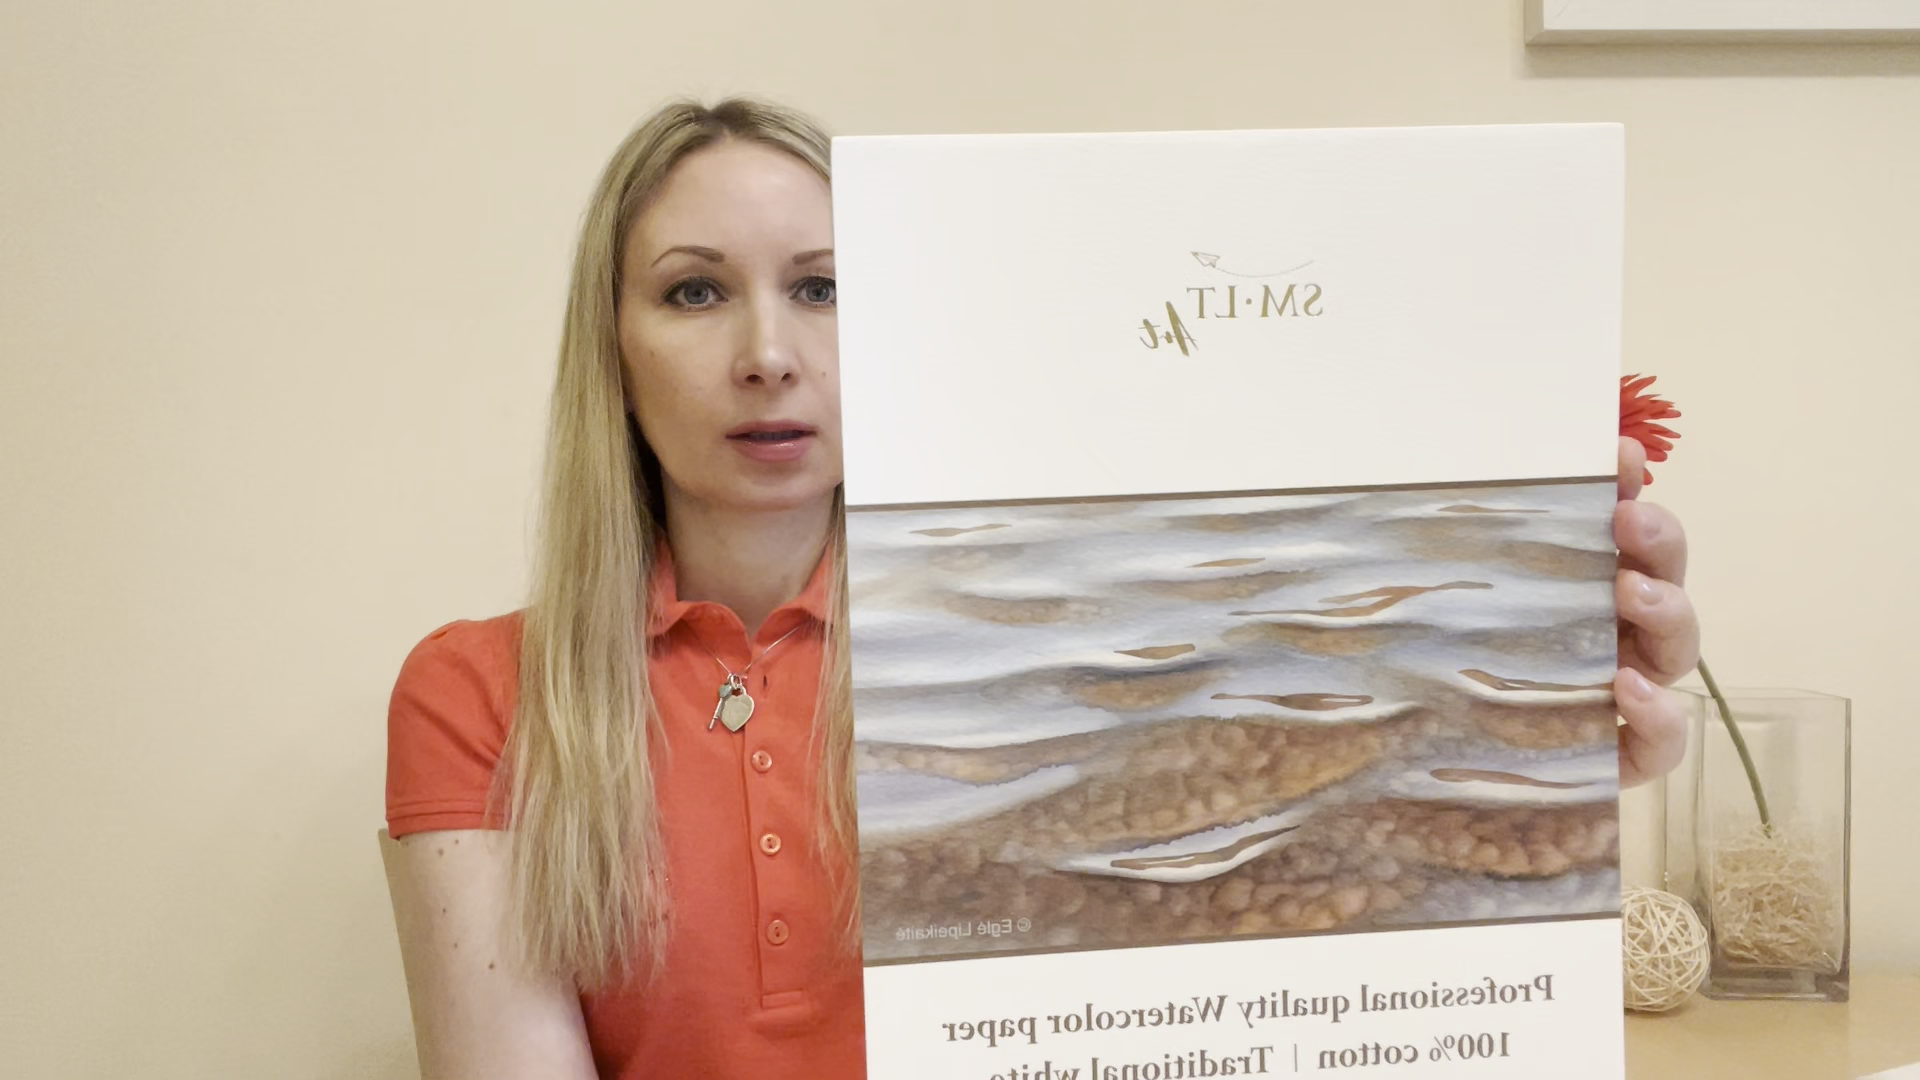 SM·LT
Art
© Eglė Lipeikaitė
Professional quality Watercolor paper
100% cotton | Traditional white